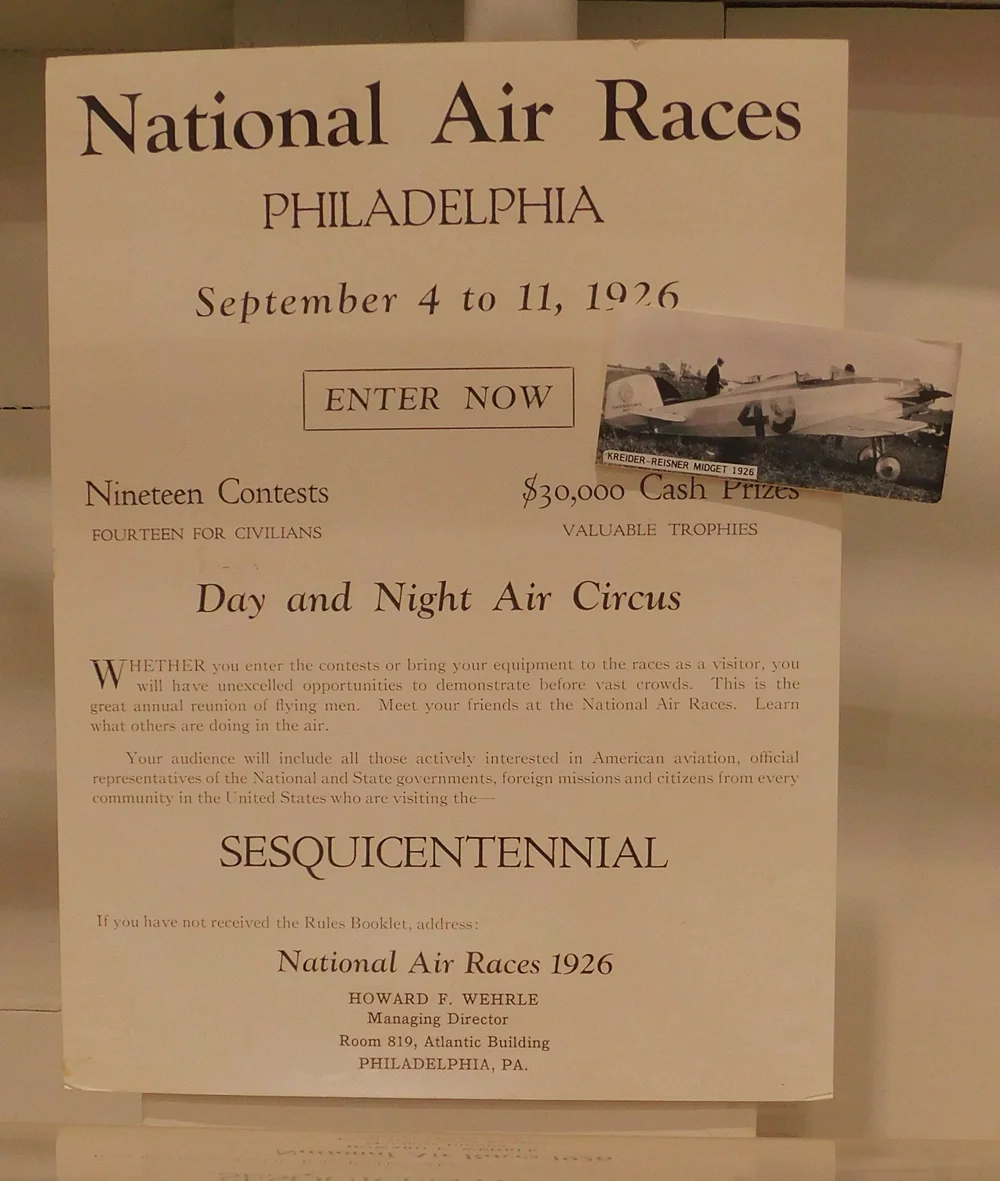 National Air Races
PHILADELPHIA
September 4 to 11, 1926
ENTER NOW
49
KREIDER-REISNER MIDGET 1926
Nineteen Contests
FOURTEEN FOR CIVILIANS
$30,000 Cash Prizes
VALUABLE TROPHIES
Day and Night Air Circus
WHETHER you enter the contests or bring your equipment to the races as a visitor, you
will have unexcelled opportunities to demonstrate before vast crowds. This is the
great annual reunion of flying men. Meet your friends at the National Air Races. Learn
what others are doing in the air.
Your audience will include all those actively interested in American aviation, official
representatives of the National and State governments, foreign missions and citizens from every
community in the United States who are visiting the—
SESQUICENTENNIAL
If you have not received the Rules Booklet, address:
National Air Races 1926
HOWARD F. WEHRLE
Managing Director
Room 819, Atlantic Building
PHILADELPHIA, PA.